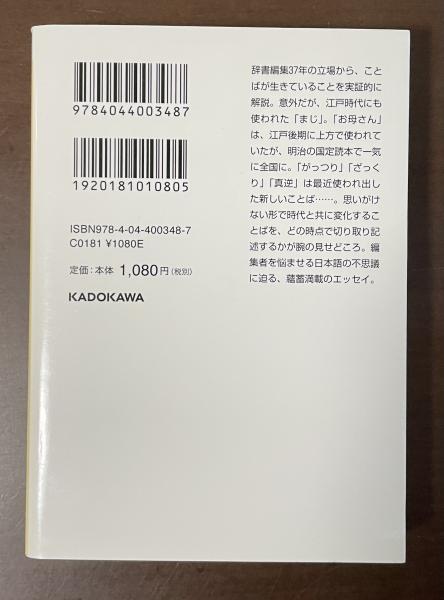 9784044003487
1920181010805
ISBN978-4-04-400348-7
C0181 ¥1080E
定価:本体1,080円(税別)
KADOKAWA
辞書編集37年の立場から、こと
ばが生きていることを実証的に
解説。意外だが、江戸時代にも
使われた「まじ」。「お母さん」
は、江戸後期に上方で使われて
いたが、明治の国定読本で一気
に全国に。「がっつり」「ざっく
り」「真逆」は最近使われ出し
た新しいことば……。思いがけ
ない形で時代と共に変化するこ
とばを、どの時点で切り取り記
述するかが腕の見せどころ。編
集者を悩ませる日本語の不思議
に迫る、蘊蓄満載のエッセイ。